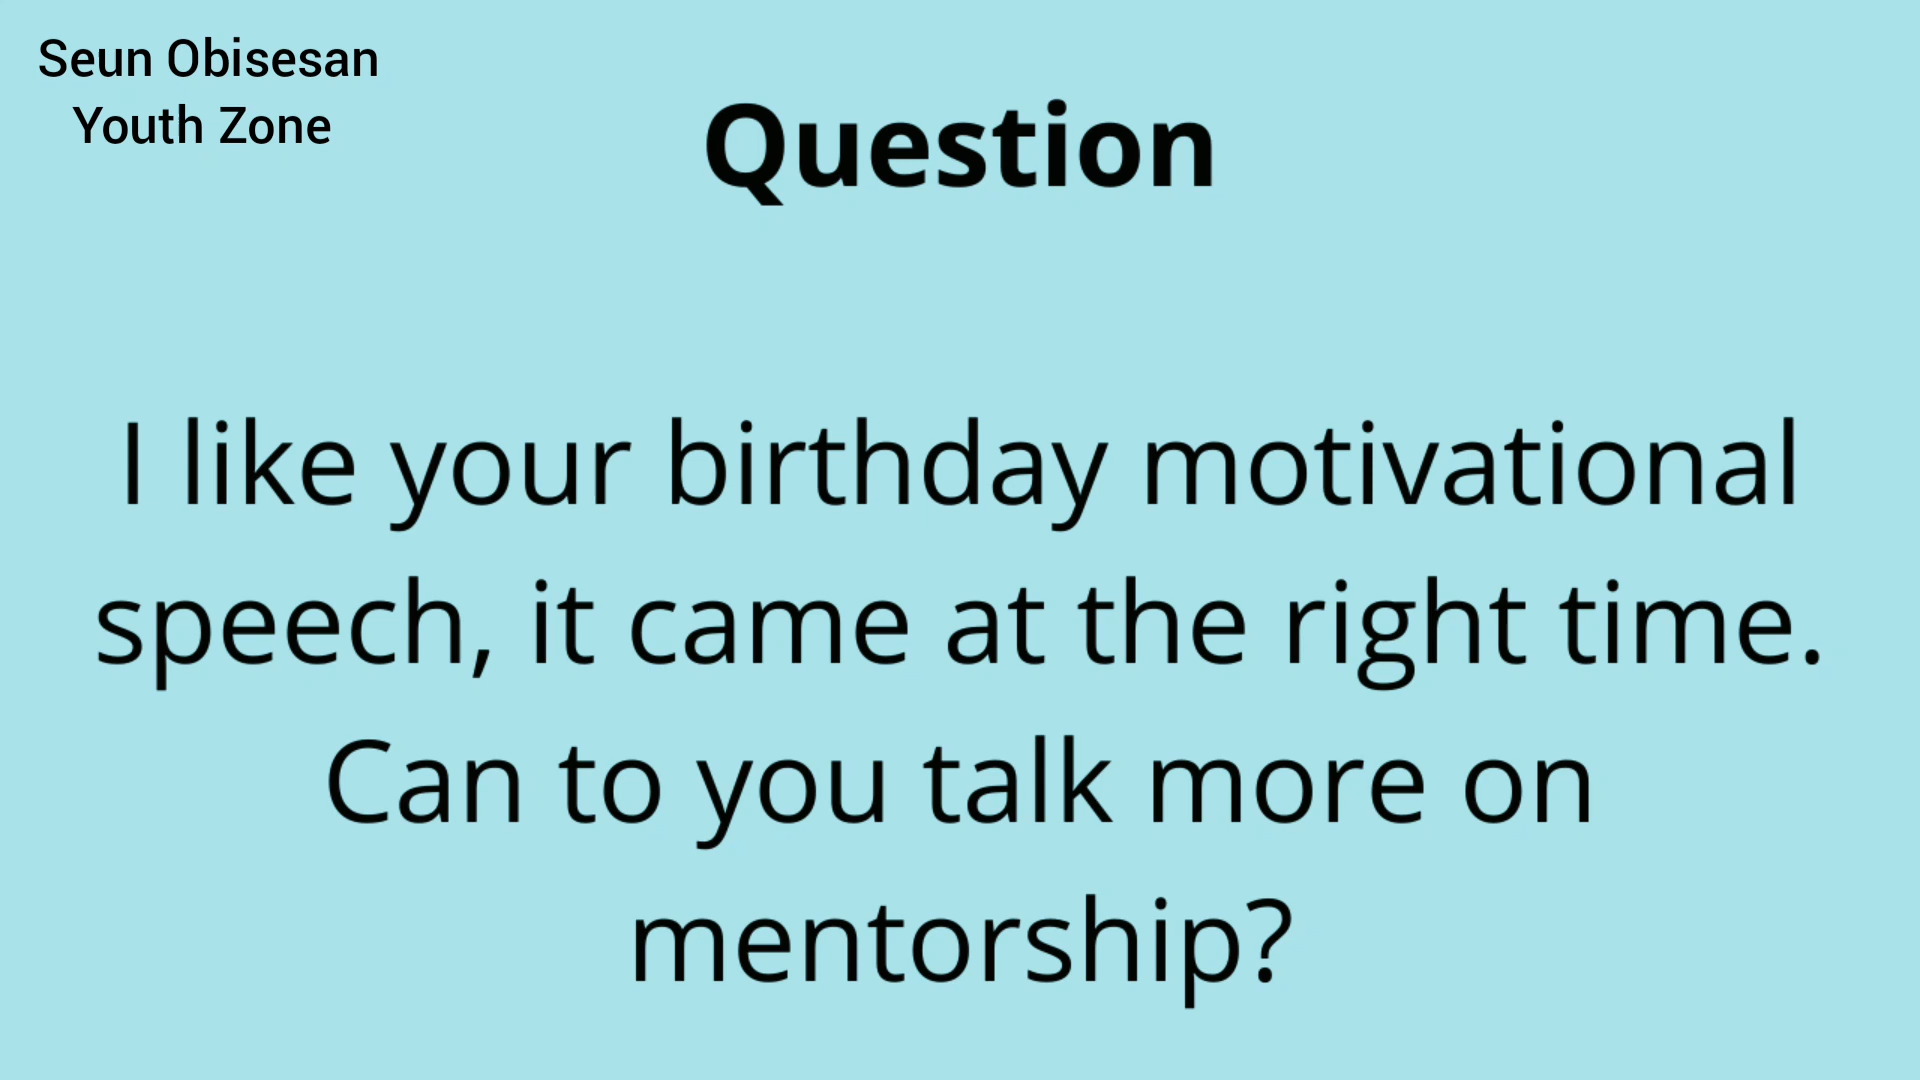 Seun Obisesan
Youth Zone
Question
I like your birthday motivational
speech, it came at the right time.
Can to you talk more on
mentorship?